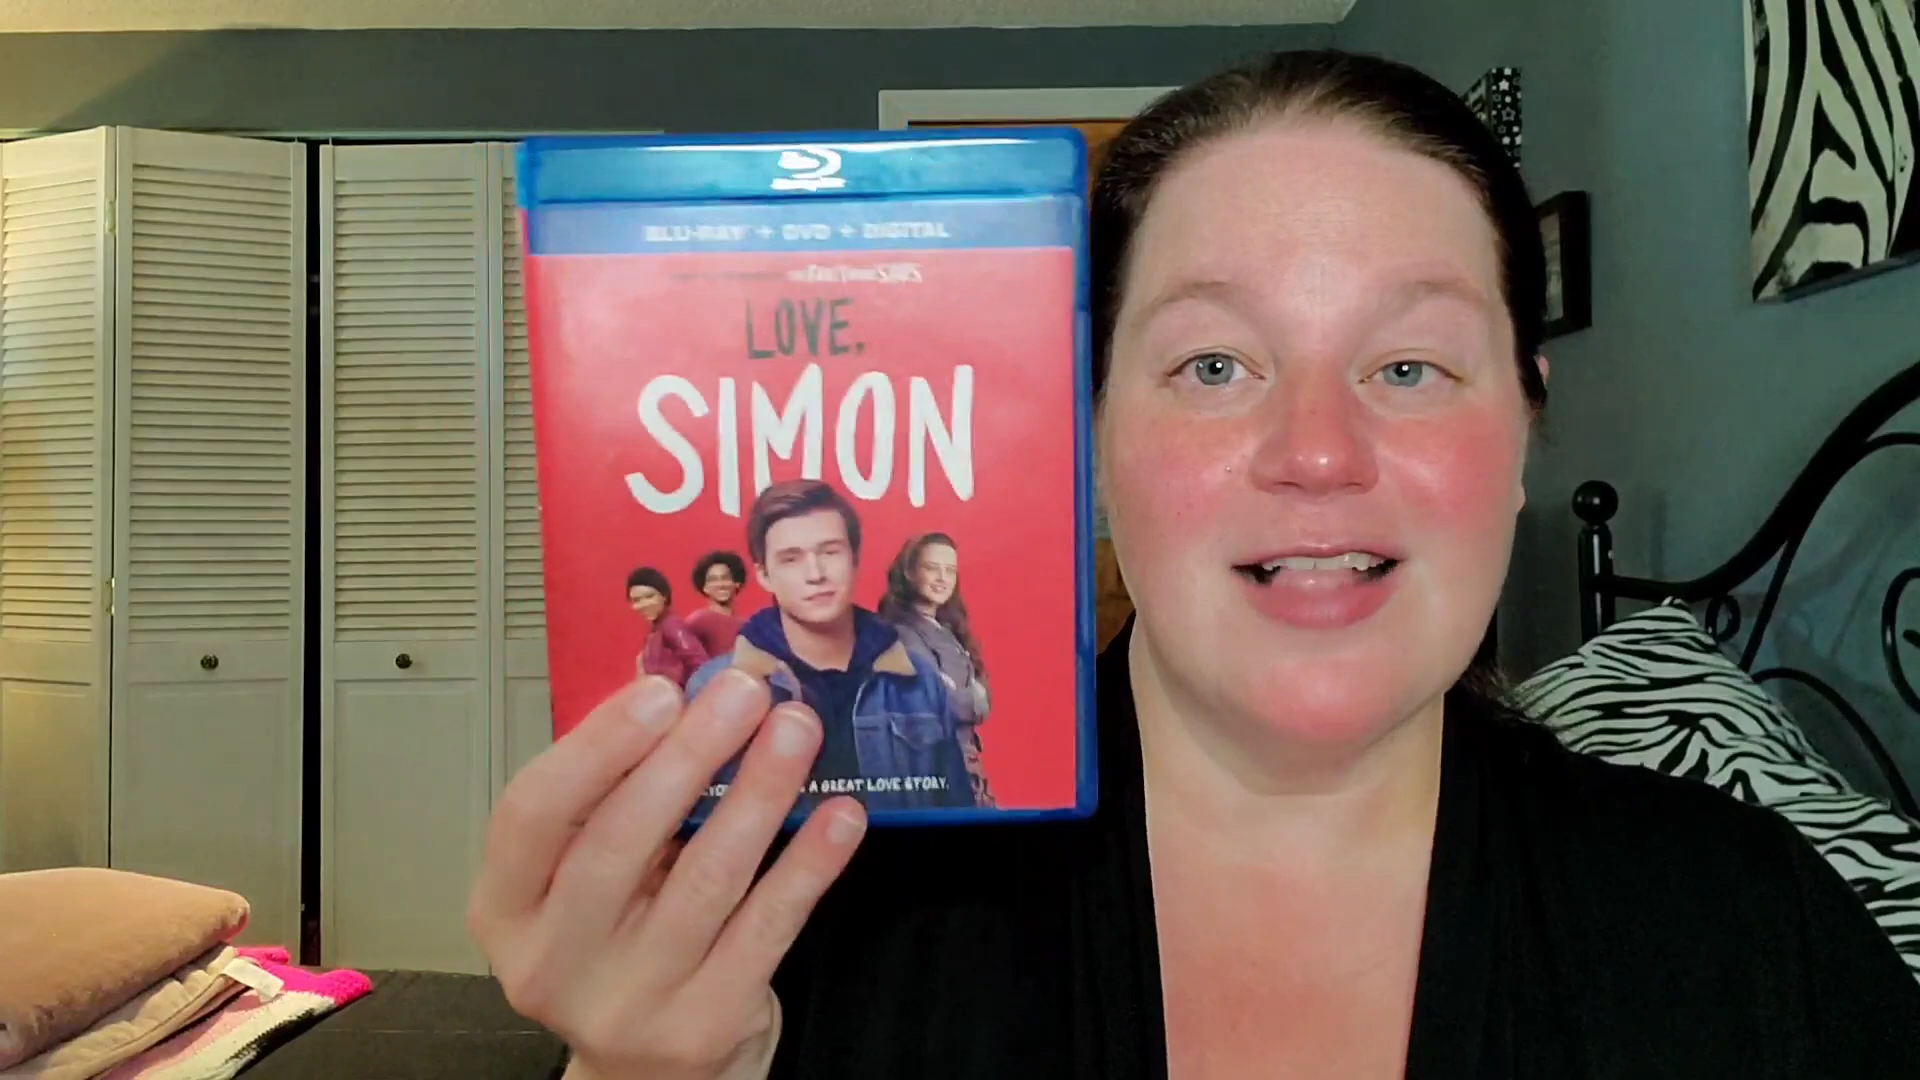 BLU-RAY + DVD + DIGITAL
LOVE,
SIMON
A GREAT LOVE STORY.